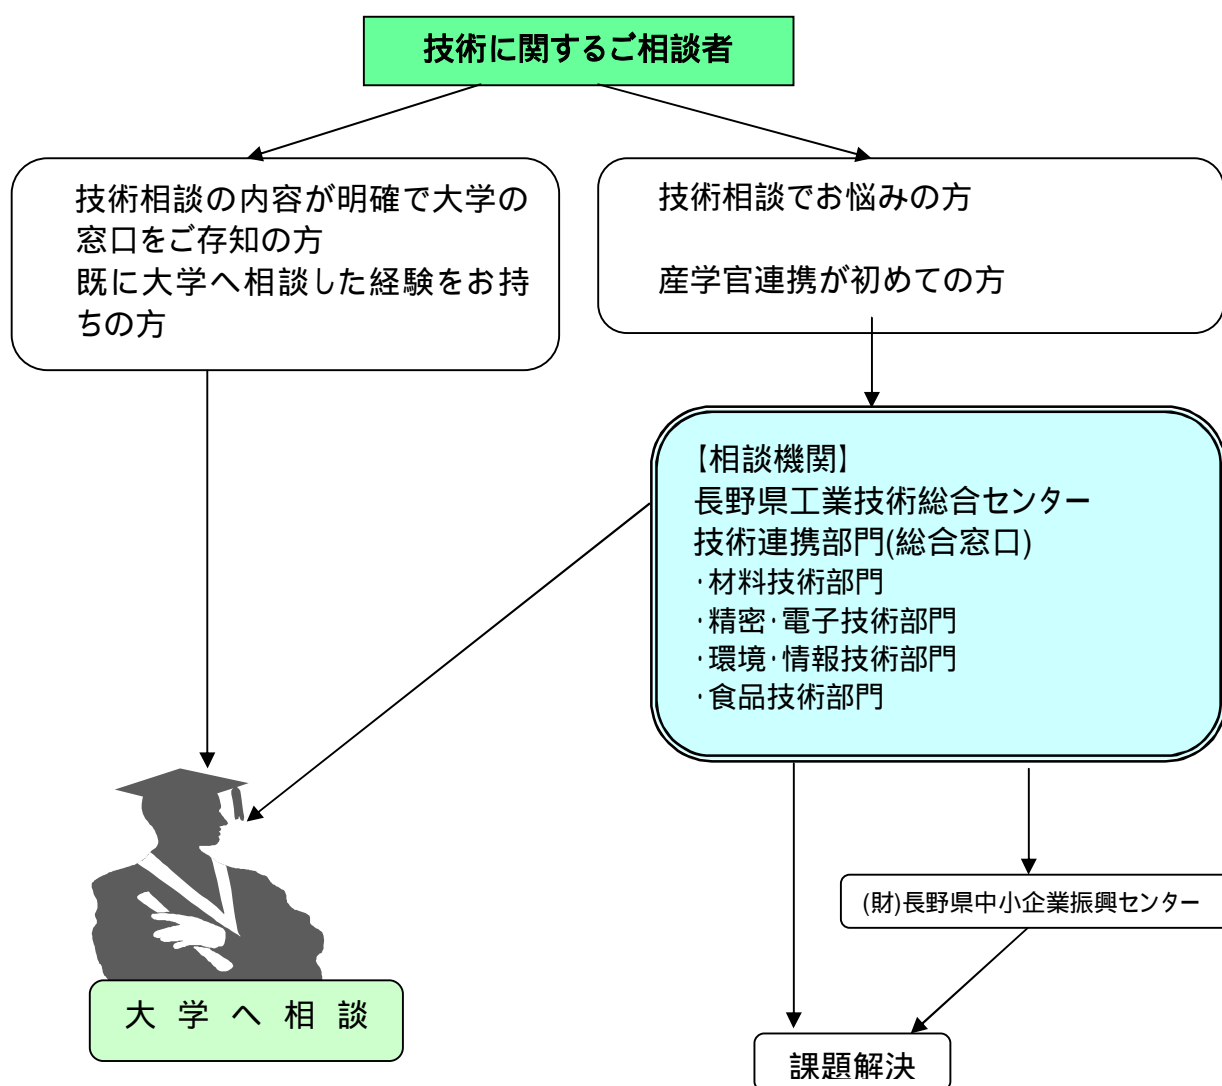 技術に関するご相談者
技術相談の内容が明確で大学の
窓口をご存知の方
既に大学へ相談した経験をお持
ちの方
技術相談でお悩みの方
産学官連携が初めての方
【相談機関】
長野県工業技術総合センター
技術連携部門(総合窓口)
・材料技術部門
・精密・電子技術部門
・環境・情報技術部門
・食品技術部門
(財)長野県中小企業振興センター
大学へ相談
課題解決